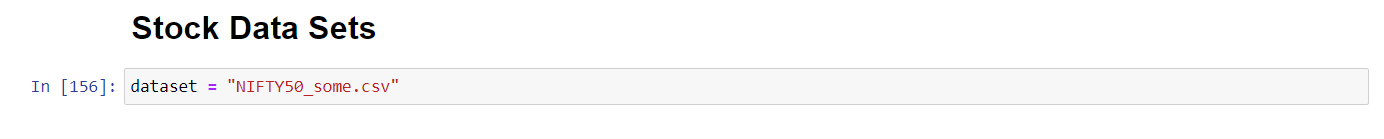 Stock Data Sets
In [156]: dataset = "NIFTY50_some.csv"